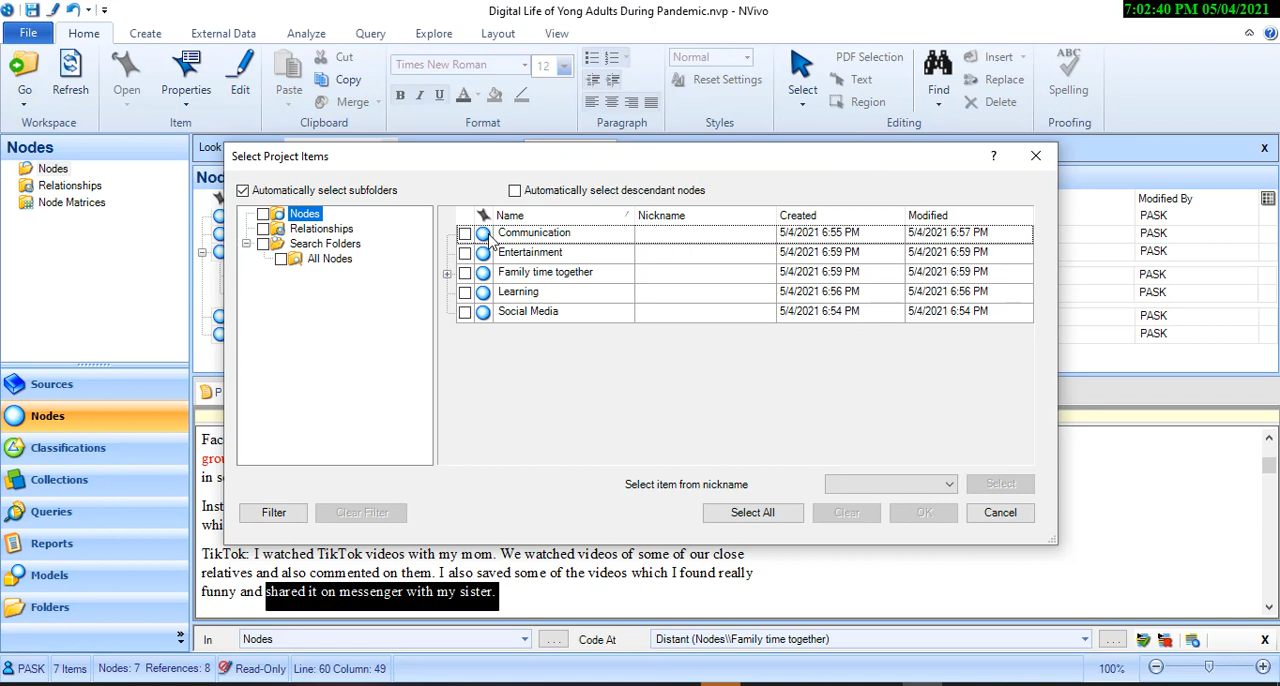 Digital Life of Yong Adults During Pandemic.nvp - NVivo
7:02:40 PM 05/04/2021
File Home Create External Data Analyze Query Explore Layout View
Go Refresh Open Properties Edit Paste Cut Copy Merge
Times New Roman 12 Normal Reset Settings
B I U A
Select PDF Selection Text Region Find Insert Replace Delete ABC Spelling
Workspace Item Clipboard Format Paragraph Styles Editing Proofing
Nodes
Nodes
Relationships
Node Matrices
Look
X
Nod
Modified By
PASK
PASK
PASK
PASK
PASK
PASK
PASK
Select Project Items
?
Automatically select subfolders
Automatically select descendant nodes
Nodes
Relationships
Search Folders
All Nodes
Name Nickname Created Modified
Communication 5/4/2021 6:55 PM 5/4/2021 6:57 PM
Entertainment 5/4/2021 6:59 PM 5/4/2021 6:59 PM
Family time together 5/4/2021 6:59 PM 5/4/2021 6:59 PM
Learning 5/4/2021 6:56 PM 5/4/2021 6:56 PM
Social Media 5/4/2021 6:54 PM 5/4/2021 6:54 PM
Select item from nickname Select
Filter Clear Filter Select All Clear OK Cancel
Sources
Nodes
Classifications
Collections
Queries
Reports
Models
Folders
P
Fac
grou
in s
Inst
whi
TikTok: I watched TikTok videos with my mom. We watched videos of some of our close
relatives and also commented on them. I also saved some of the videos which I found really
funny and shared it on messenger with my sister.
In Nodes ... Code At Distant (Nodes\\Family time together) ... X
PASK 7 Items Nodes: 7 References: 8 Read-Only Line: 60 Column: 49 100%